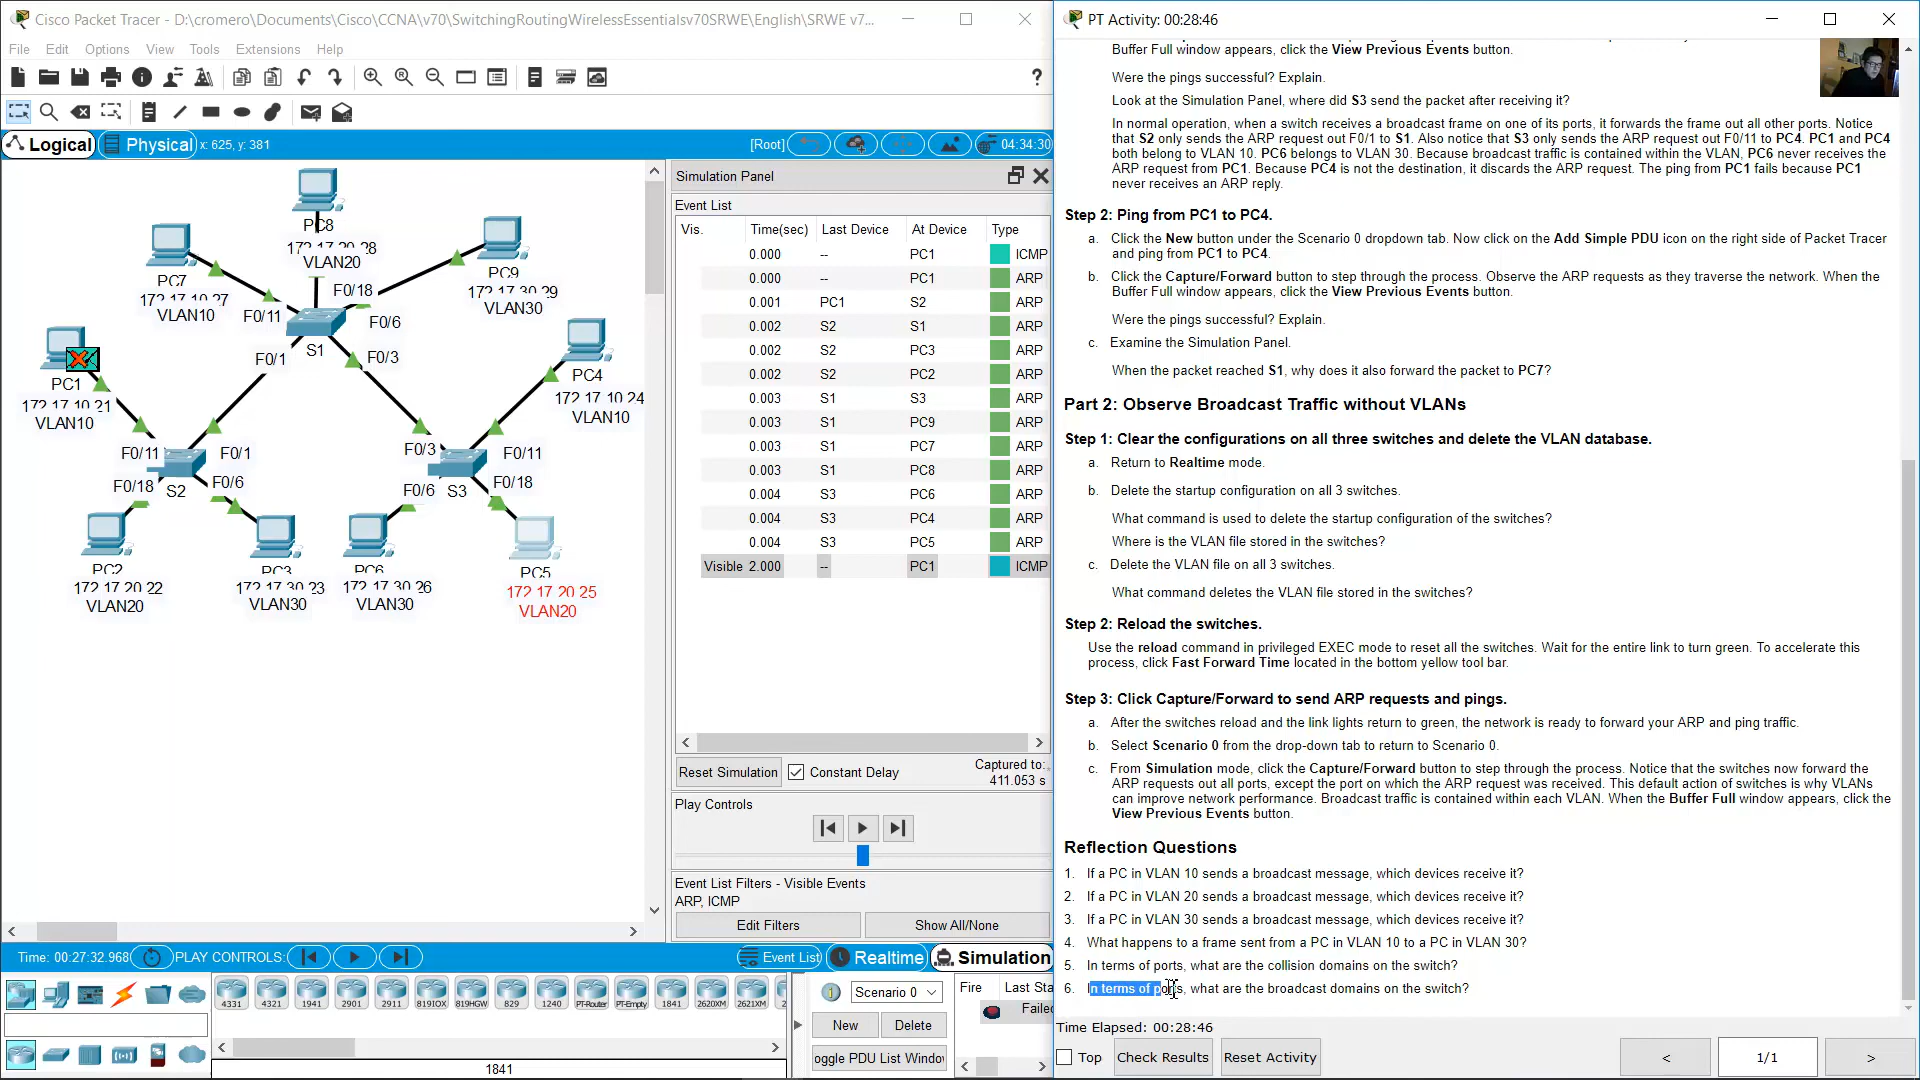 Cisco Packet Tracer - D:\cromero\Documents\Cisco\CCNA\v70\SwitchingRoutingWirelessEssentialsv70SRWE\English\SRWE v7...
File Edit Options View Tools Extensions Help
?
Logical Physical x: 625, y: 381 [Root] 04:34:30
PC8
172.17.20.28
VLAN20
PC7
172.17.10.27
VLAN10
PC9
172.17.30.29
VLAN30
F0/18
F0/11
F0/6
S1
F0/1
F0/3
PC1
172.17.10.21
VLAN10
PC4
172.17.10.24
VLAN10
F0/11
F0/1
F0/18
F0/6
S2
F0/3
F0/11
F0/6
F0/18
S3
PC2
172.17.20.22
VLAN20
PC3
172.17.30.23
VLAN30
PC6
172.17.30.26
VLAN30
PC5
172.17.20.25
VLAN20
Simulation Panel
Event List
Vis. Time(sec) Last Device At Device Type
0.000 -- PC1 ICMP
0.000 -- PC1 ARP
0.001 PC1 S2 ARP
0.002 S2 S1 ARP
0.002 S2 PC3 ARP
0.002 S2 PC2 ARP
0.003 S1 S3 ARP
0.003 S1 PC9 ARP
0.003 S1 PC7 ARP
0.003 S1 PC8 ARP
0.004 S3 PC6 ARP
0.004 S3 PC4 ARP
0.004 S3 PC5 ARP
Visible 2.000 -- PC1 ICMP
Reset Simulation Constant Delay Captured to:
411.053 s
Play Controls
Event List Filters - Visible Events
ARP, ICMP
Edit Filters Show All/None
Time: 00:27:32.968 PLAY CONTROLS: Event List Realtime Simulation
4331 4321 1941 2901 2911 819IOX 819HGW 829 1240 PT-Router PT-Empty 1841 2620XM 2621XM
Scenario 0
New Delete
oggle PDU List Window
Fire Last Sta
Failed
1841
PT Activity: 00:28:46
Buffer Full window appears, click the View Previous Events button.
Were the pings successful? Explain.
Look at the Simulation Panel, where did S3 send the packet after receiving it?
In normal operation, when a switch receives a broadcast frame on one of its ports, it forwards the frame out all other ports. Notice
that S2 only sends the ARP request out F0/1 to S1. Also notice that S3 only sends the ARP request out F0/11 to PC4. PC1 and PC4
both belong to VLAN 10. PC6 belongs to VLAN 30. Because broadcast traffic is contained within the VLAN, PC6 never receives the
ARP request from PC1. Because PC4 is not the destination, it discards the ARP request. The ping from PC1 fails because PC1
never receives an ARP reply.
Step 2: Ping from PC1 to PC4.
a. Click the New button under the Scenario 0 dropdown tab. Now click on the Add Simple PDU icon on the right side of Packet Tracer
and ping from PC1 to PC4.
b. Click the Capture/Forward button to step through the process. Observe the ARP requests as they traverse the network. When the
Buffer Full window appears, click the View Previous Events button.
Were the pings successful? Explain.
c. Examine the Simulation Panel.
When the packet reached S1, why does it also forward the packet to PC7?
Part 2: Observe Broadcast Traffic without VLANs
Step 1: Clear the configurations on all three switches and delete the VLAN database.
a. Return to Realtime mode.
b. Delete the startup configuration on all 3 switches.
What command is used to delete the startup configuration of the switches?
Where is the VLAN file stored in the switches?
c. Delete the VLAN file on all 3 switches.
What command deletes the VLAN file stored in the switches?
Step 2: Reload the switches.
Use the reload command in privileged EXEC mode to reset all the switches. Wait for the entire link to turn green. To accelerate this
process, click Fast Forward Time located in the bottom yellow tool bar.
Step 3: Click Capture/Forward to send ARP requests and pings.
a. After the switches reload and the link lights return to green, the network is ready to forward your ARP and ping traffic.
b. Select Scenario 0 from the drop-down tab to return to Scenario 0.
c. From Simulation mode, click the Capture/Forward button to step through the process. Notice that the switches now forward the
ARP requests out all ports, except the port on which the ARP request was received. This default action of switches is why VLANs
can improve network performance. Broadcast traffic is contained within each VLAN. When the Buffer Full window appears, click the
View Previous Events button.
Reflection Questions
1. If a PC in VLAN 10 sends a broadcast message, which devices receive it?
2. If a PC in VLAN 20 sends a broadcast message, which devices receive it?
3. If a PC in VLAN 30 sends a broadcast message, which devices receive it?
4. What happens to a frame sent from a PC in VLAN 10 to a PC in VLAN 30?
5. In terms of ports, what are the collision domains on the switch?
6. In terms of ports, what are the broadcast domains on the switch?
Time Elapsed: 00:28:46
Top Check Results Reset Activity < 1/1 >